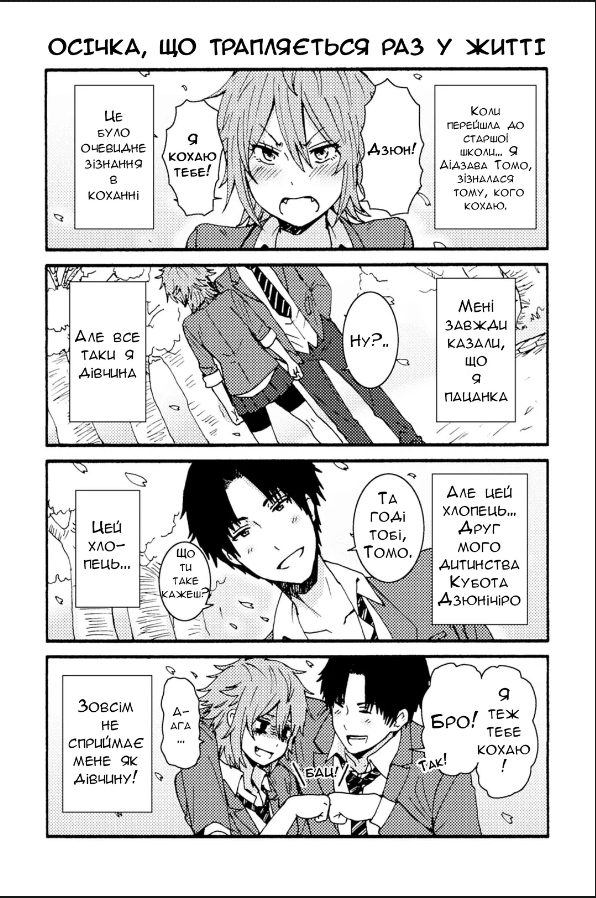 ОСІЧКА, ЩО ТРАПЛЯЄТЬСЯ РАЗ У ЖИТТІ
Коли
перейшла до
старшої
школи... Я
Аідзава Томо,
зізналася
тому, кого
кохаю.
Дзюн!
Я
кохаю
тебе!
Це
було
очевидне
зізнання
в
коханні
Мені
завжди
казали,
що
я
пацанка
Ну?..
Але все
таки я
дівчина
Але цей
хлопець...
Друг
мого
дитинства
Кубота
Дзюнічіро
Та
годі
тобі,
Томо.
Що
ти
таке
кажеш?
Цей
хло-
пець...
Я
теж
тебе
кохаю
!
Бро!
Так!
Бац!
А-
ага
...
Зовсім
не
сприймає
мене як
дівчину!